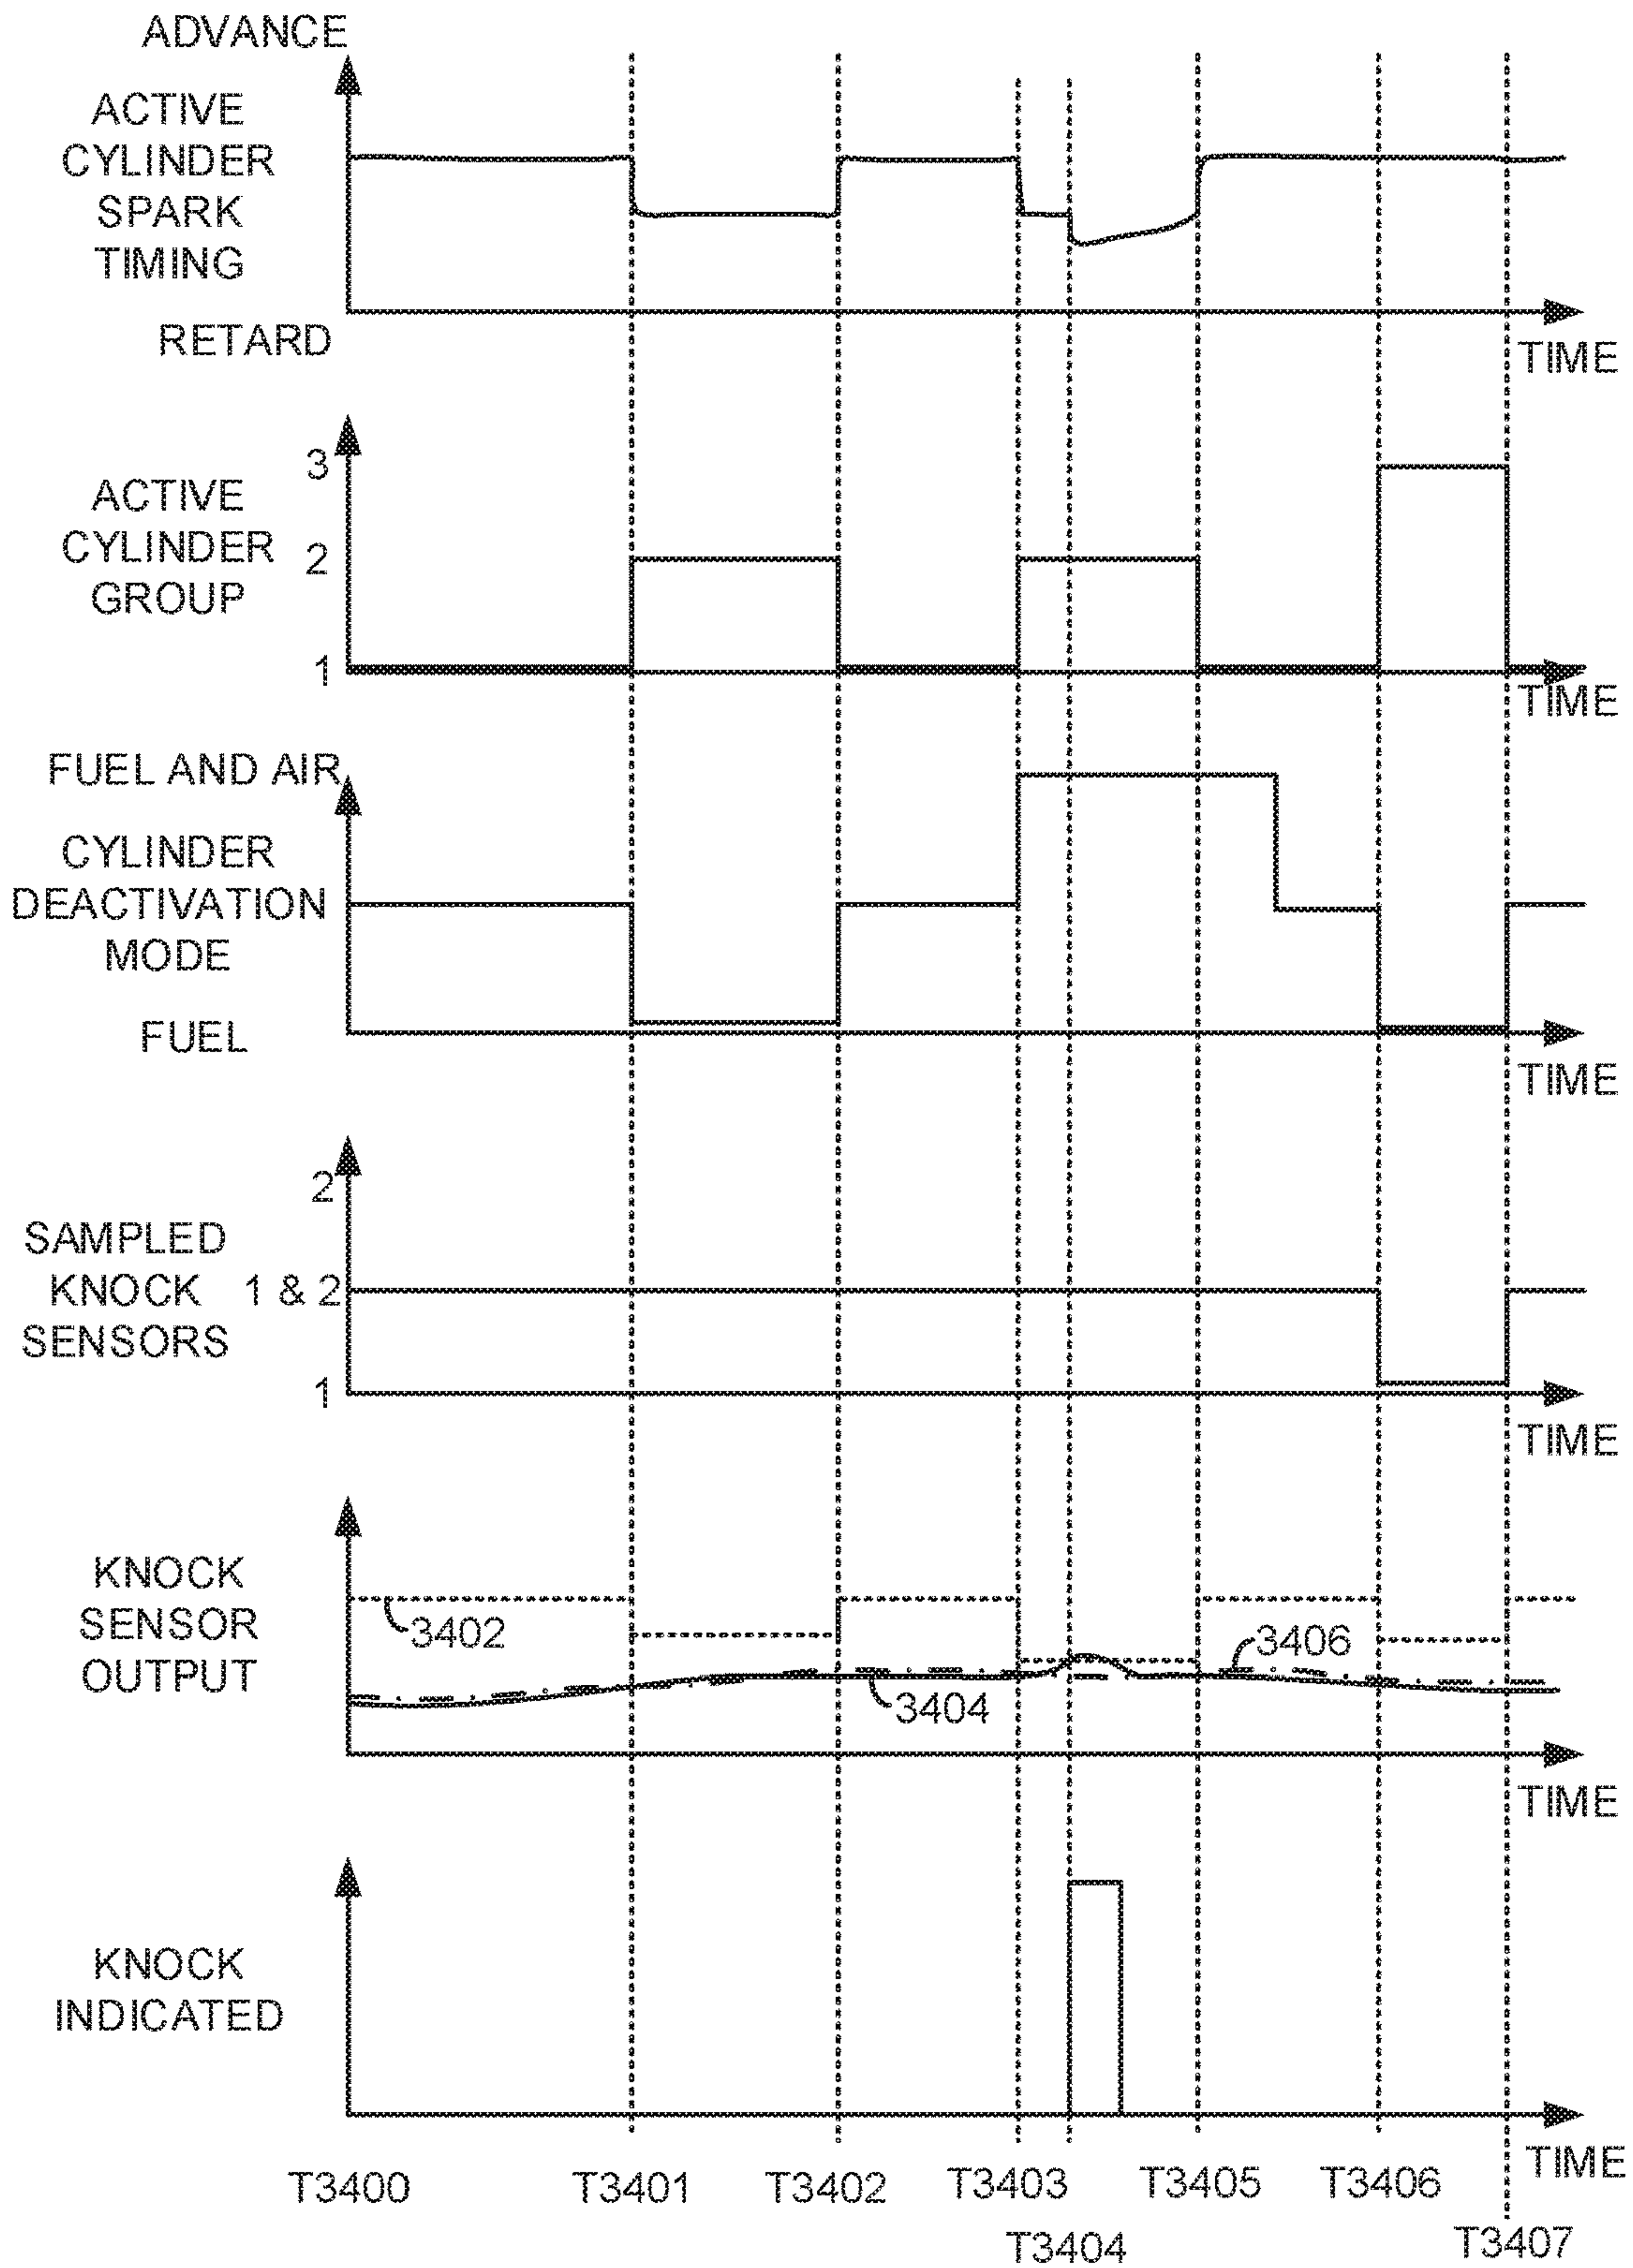 ADVANCE
ACTIVE
CYLINDER
SPARK
TIMING
RETARD
TIME
3
ACTIVE
CYLINDER
2
GROUP
1
TIME
FUEL AND AIR
CYLINDER
DEACTIVATION
MODE
FUEL
TIME
2
SAMPLED
KNOCK
1 & 2
SENSORS
1
TIME
KNOCK
SENSOR
OUTPUT
3402
3406
3404
TIME
KNOCK
INDICATED
TIME
T3400
T3401
T3402
T3403
T3405
T3406
T3404
T3407